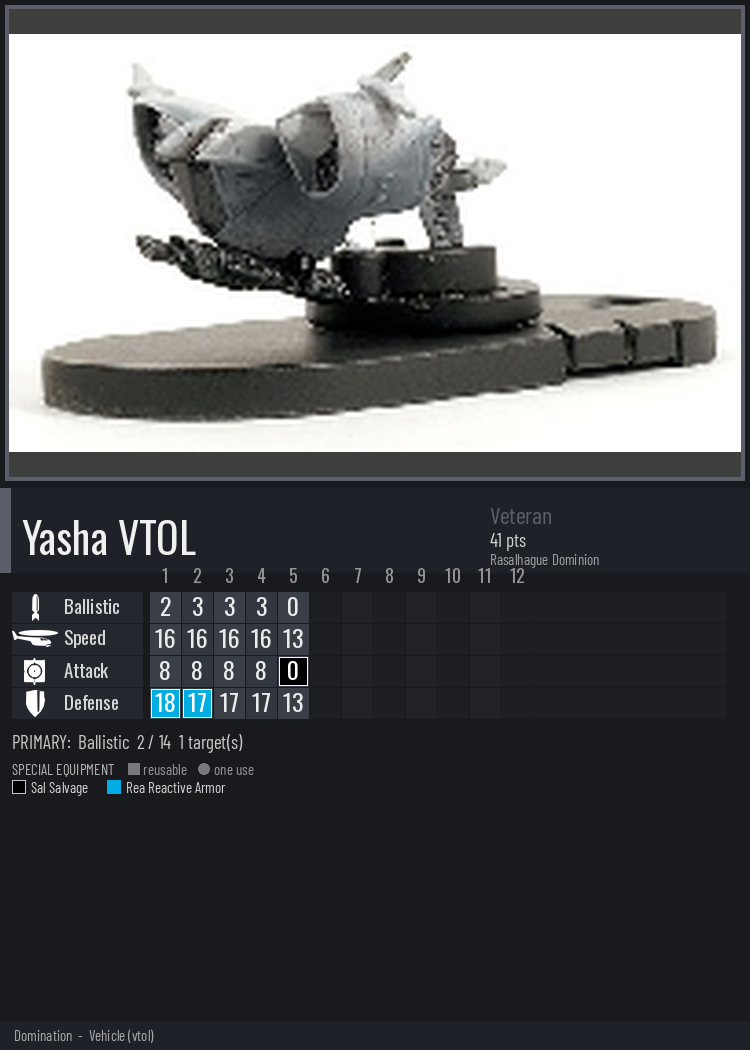 Yasha VTOL
Veteran
41 pts
Rasalhague Dominion
1 2 3 4 5 6 7 8 9 10 11 12
Ballistic 2 3 3 3 0
Speed 16 16 16 16 13
Attack 8 8 8 8 0
Defense 18 17 17 17 13
PRIMARY: Ballistic 2 / 14 1 target(s)
SPECIAL EQUIPMENT reusable one use
Sal Salvage Rea Reactive Armor
Domination - Vehicle (vtol)